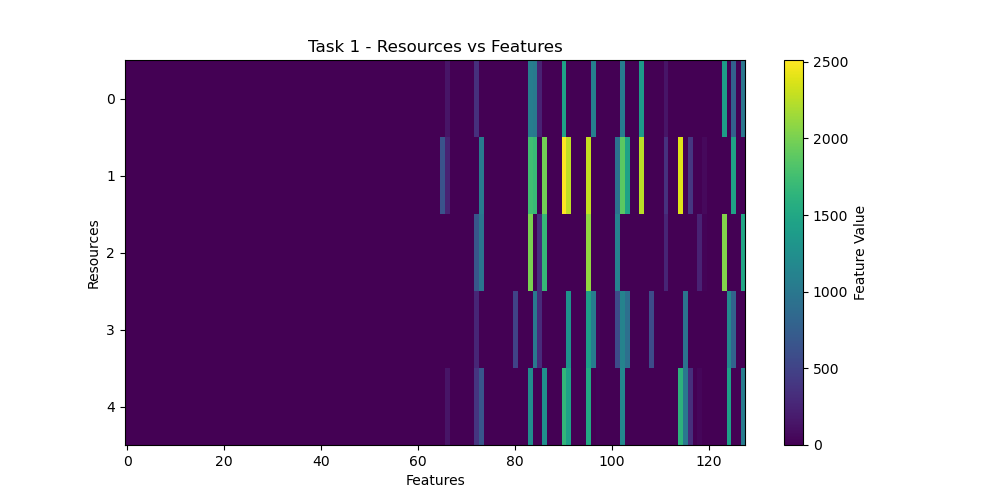 Task 1 - Resources vs Features
0
1
2
3
4
Resources
0 20 40 60 80 100 120
Features
2500
2000
1500
1000
500
0
Feature Value